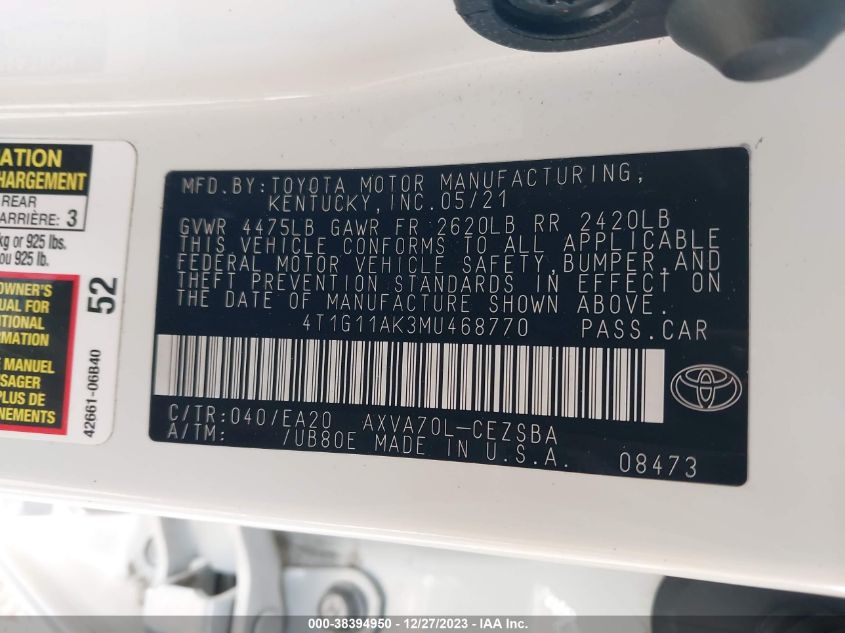 ATION
HARGEMENT
REAR
ARRIÈRE: 3
kg or 925 lbs.
ou 925 lb.
OWNER'S
UAL FOR
ITIONAL
RMATION
E MANUEL
USAGER
PLUS DE
NEMENTS
52
42661-06B40
MFD.BY:TOYOTA MOTOR MANUFACTURING,
KENTUCKY,INC.05/21
GVWR 4475LB GAWR FR 2620LB RR 2420LB
THIS VEHICLE CONFORMS TO ALL APPLICABLE
FEDERAL MOTOR VEHICLE SAFETY,BUMPER,AND
THEFT PREVENTION STANDARDS IN EFFECT ON
THE DATE OF MANUFACTURE SHOWN ABOVE.
4T1G11AK3MU468770 PASS.CAR
C/TR:040/EA20 AXVA70L-CEZSBA
A/TM: /UB80E MADE IN U.S.A. 08473
000-38394950 - 12/27/2023 - IAA Inc.